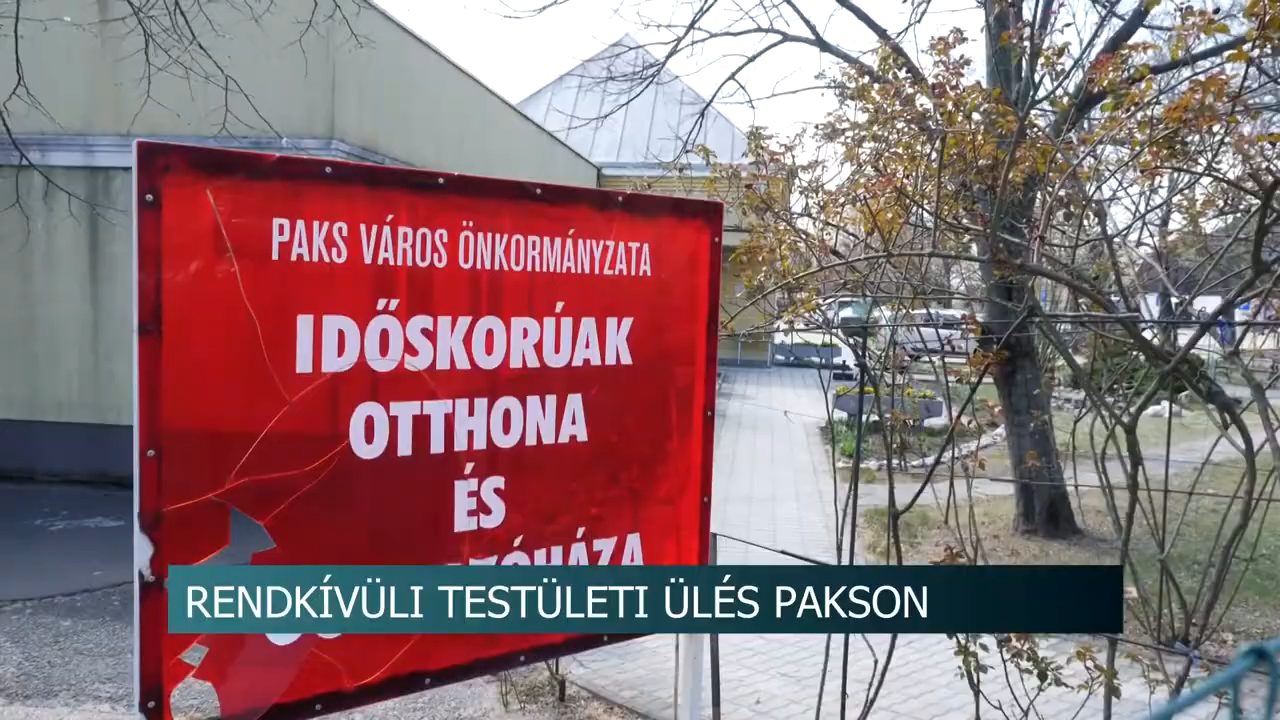 PAKS VÁROS ÖNKORMÁNYZATA
IDŐSKORÚAK
OTTHONA
ÉS
RENDKÍVÜLI TESTÜLETI ÜLÉS PAKSON